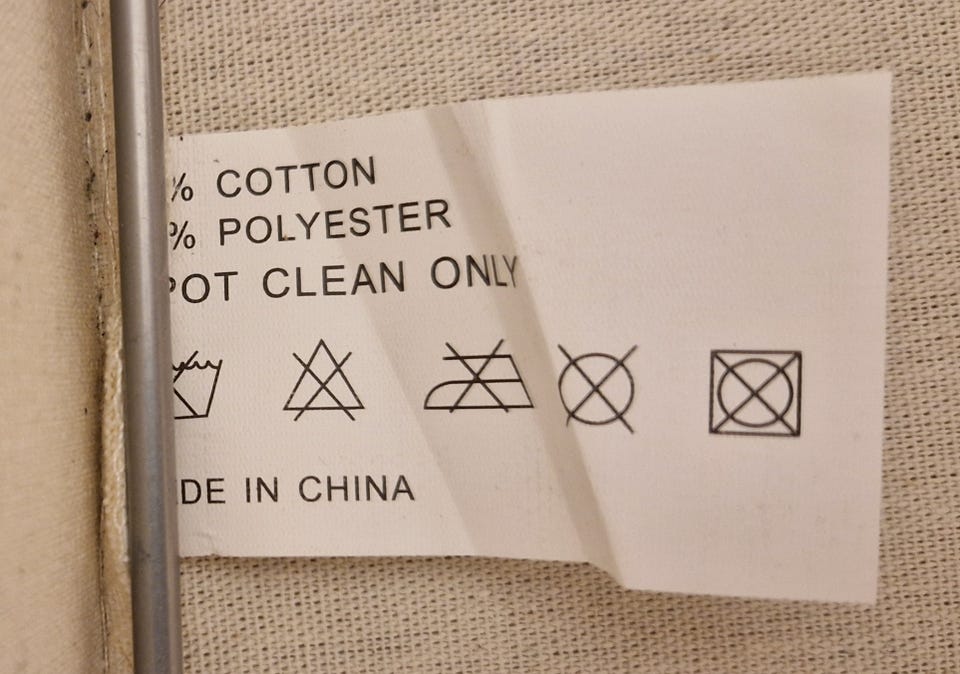 % COTTON
% POLYESTER
POT CLEAN ONLY
DE IN CHINA